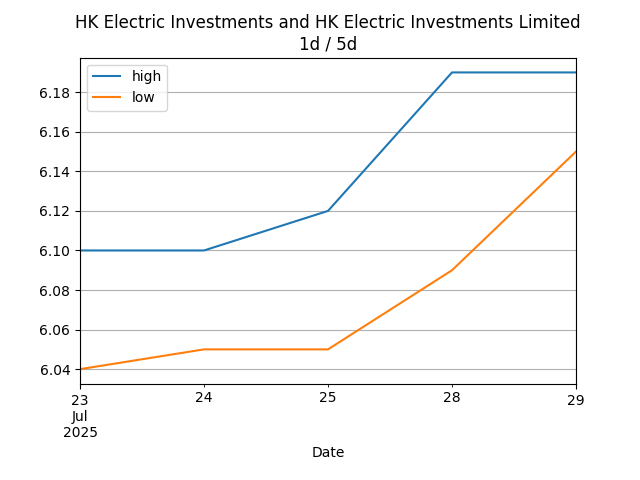 HK Electric Investments and HK Electric Investments Limited
1d / 5d
high
low
6.18
6.16
6.14
6.12
6.10
6.08
6.06
6.04
23
Jul
2025
24
25
28
29
Date